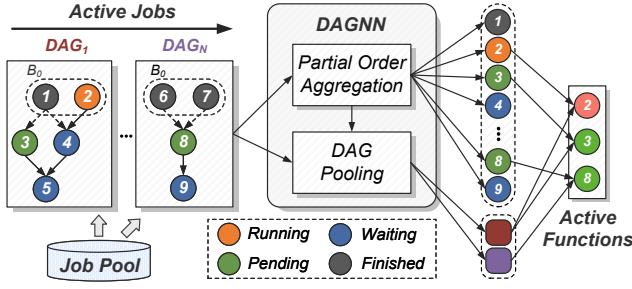 Active Jobs
DAG1
DAGN
B0
1
2
3
4
5
...
B0
6
7
8
9
Job Pool
DAGNN
Partial Order
Aggregation
DAG
Pooling
Running
Waiting
Pending
Finished
1
2
3
4
8
9
2
3
8
Active
Functions